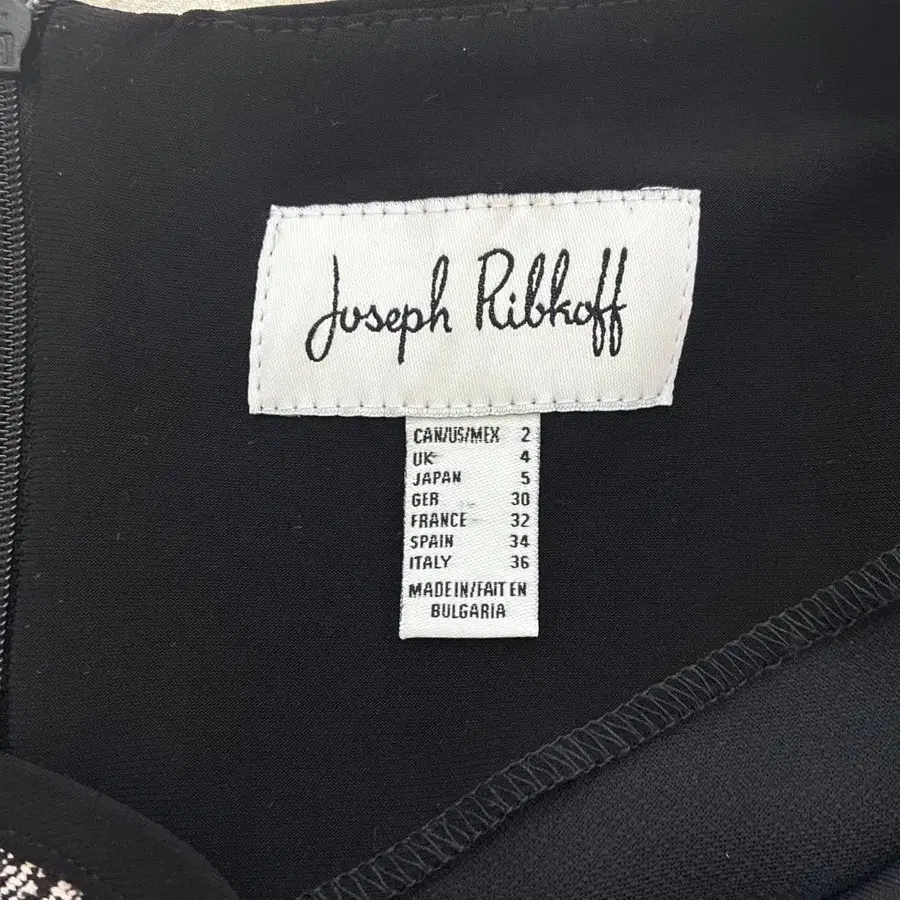 Joseph Ribkoff
CAN/US/MEX 2
UK 4
JAPAN 5
GER 30
FRANCE 32
SPAIN 34
ITALY 36
MADE IN/FAIT EN
BULGARIA